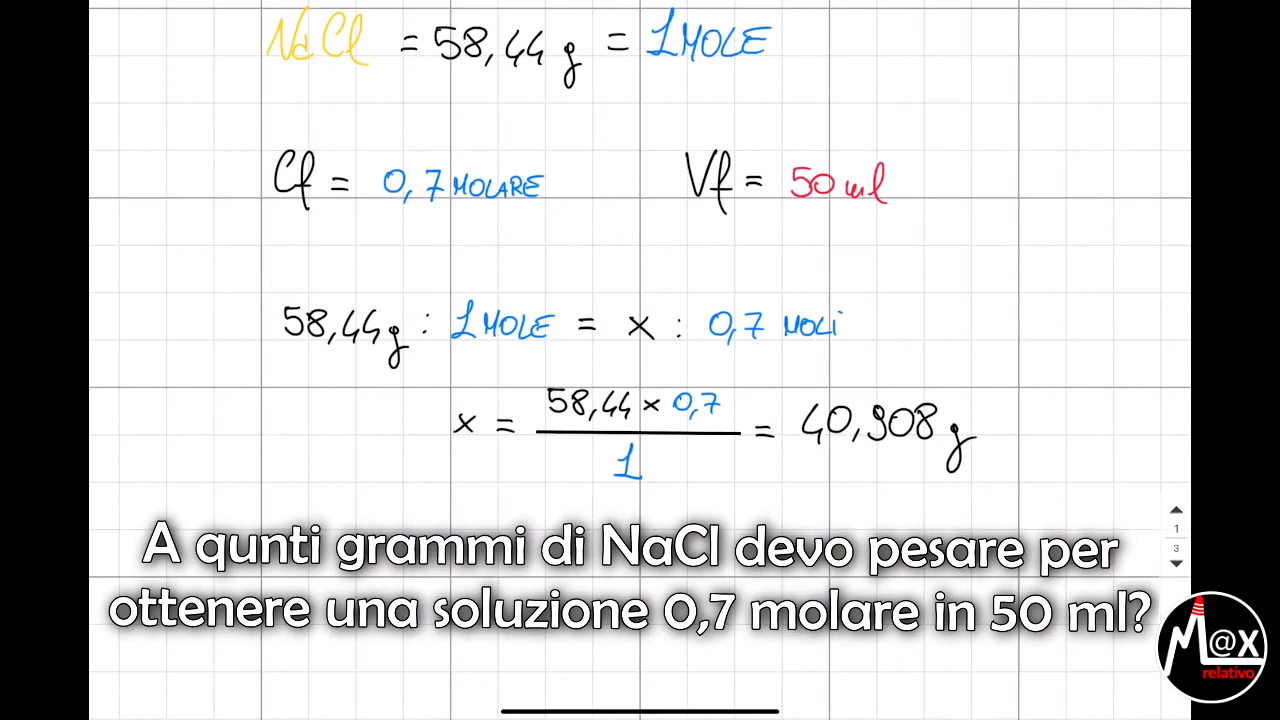 NaCl = 58,44 g = 1 MOLE
Cf = 0,7 MOLARE Vf = 50 ml
58,44 g : 1 MOLE = x : 0,7 MOLI
x = 58,44 x 0,7 / 1 = 40,908 g
1
3
A qunti grammi di NaCl devo pesare per
ottenere una soluzione 0,7 molare in 50 ml?
M@x
relativo